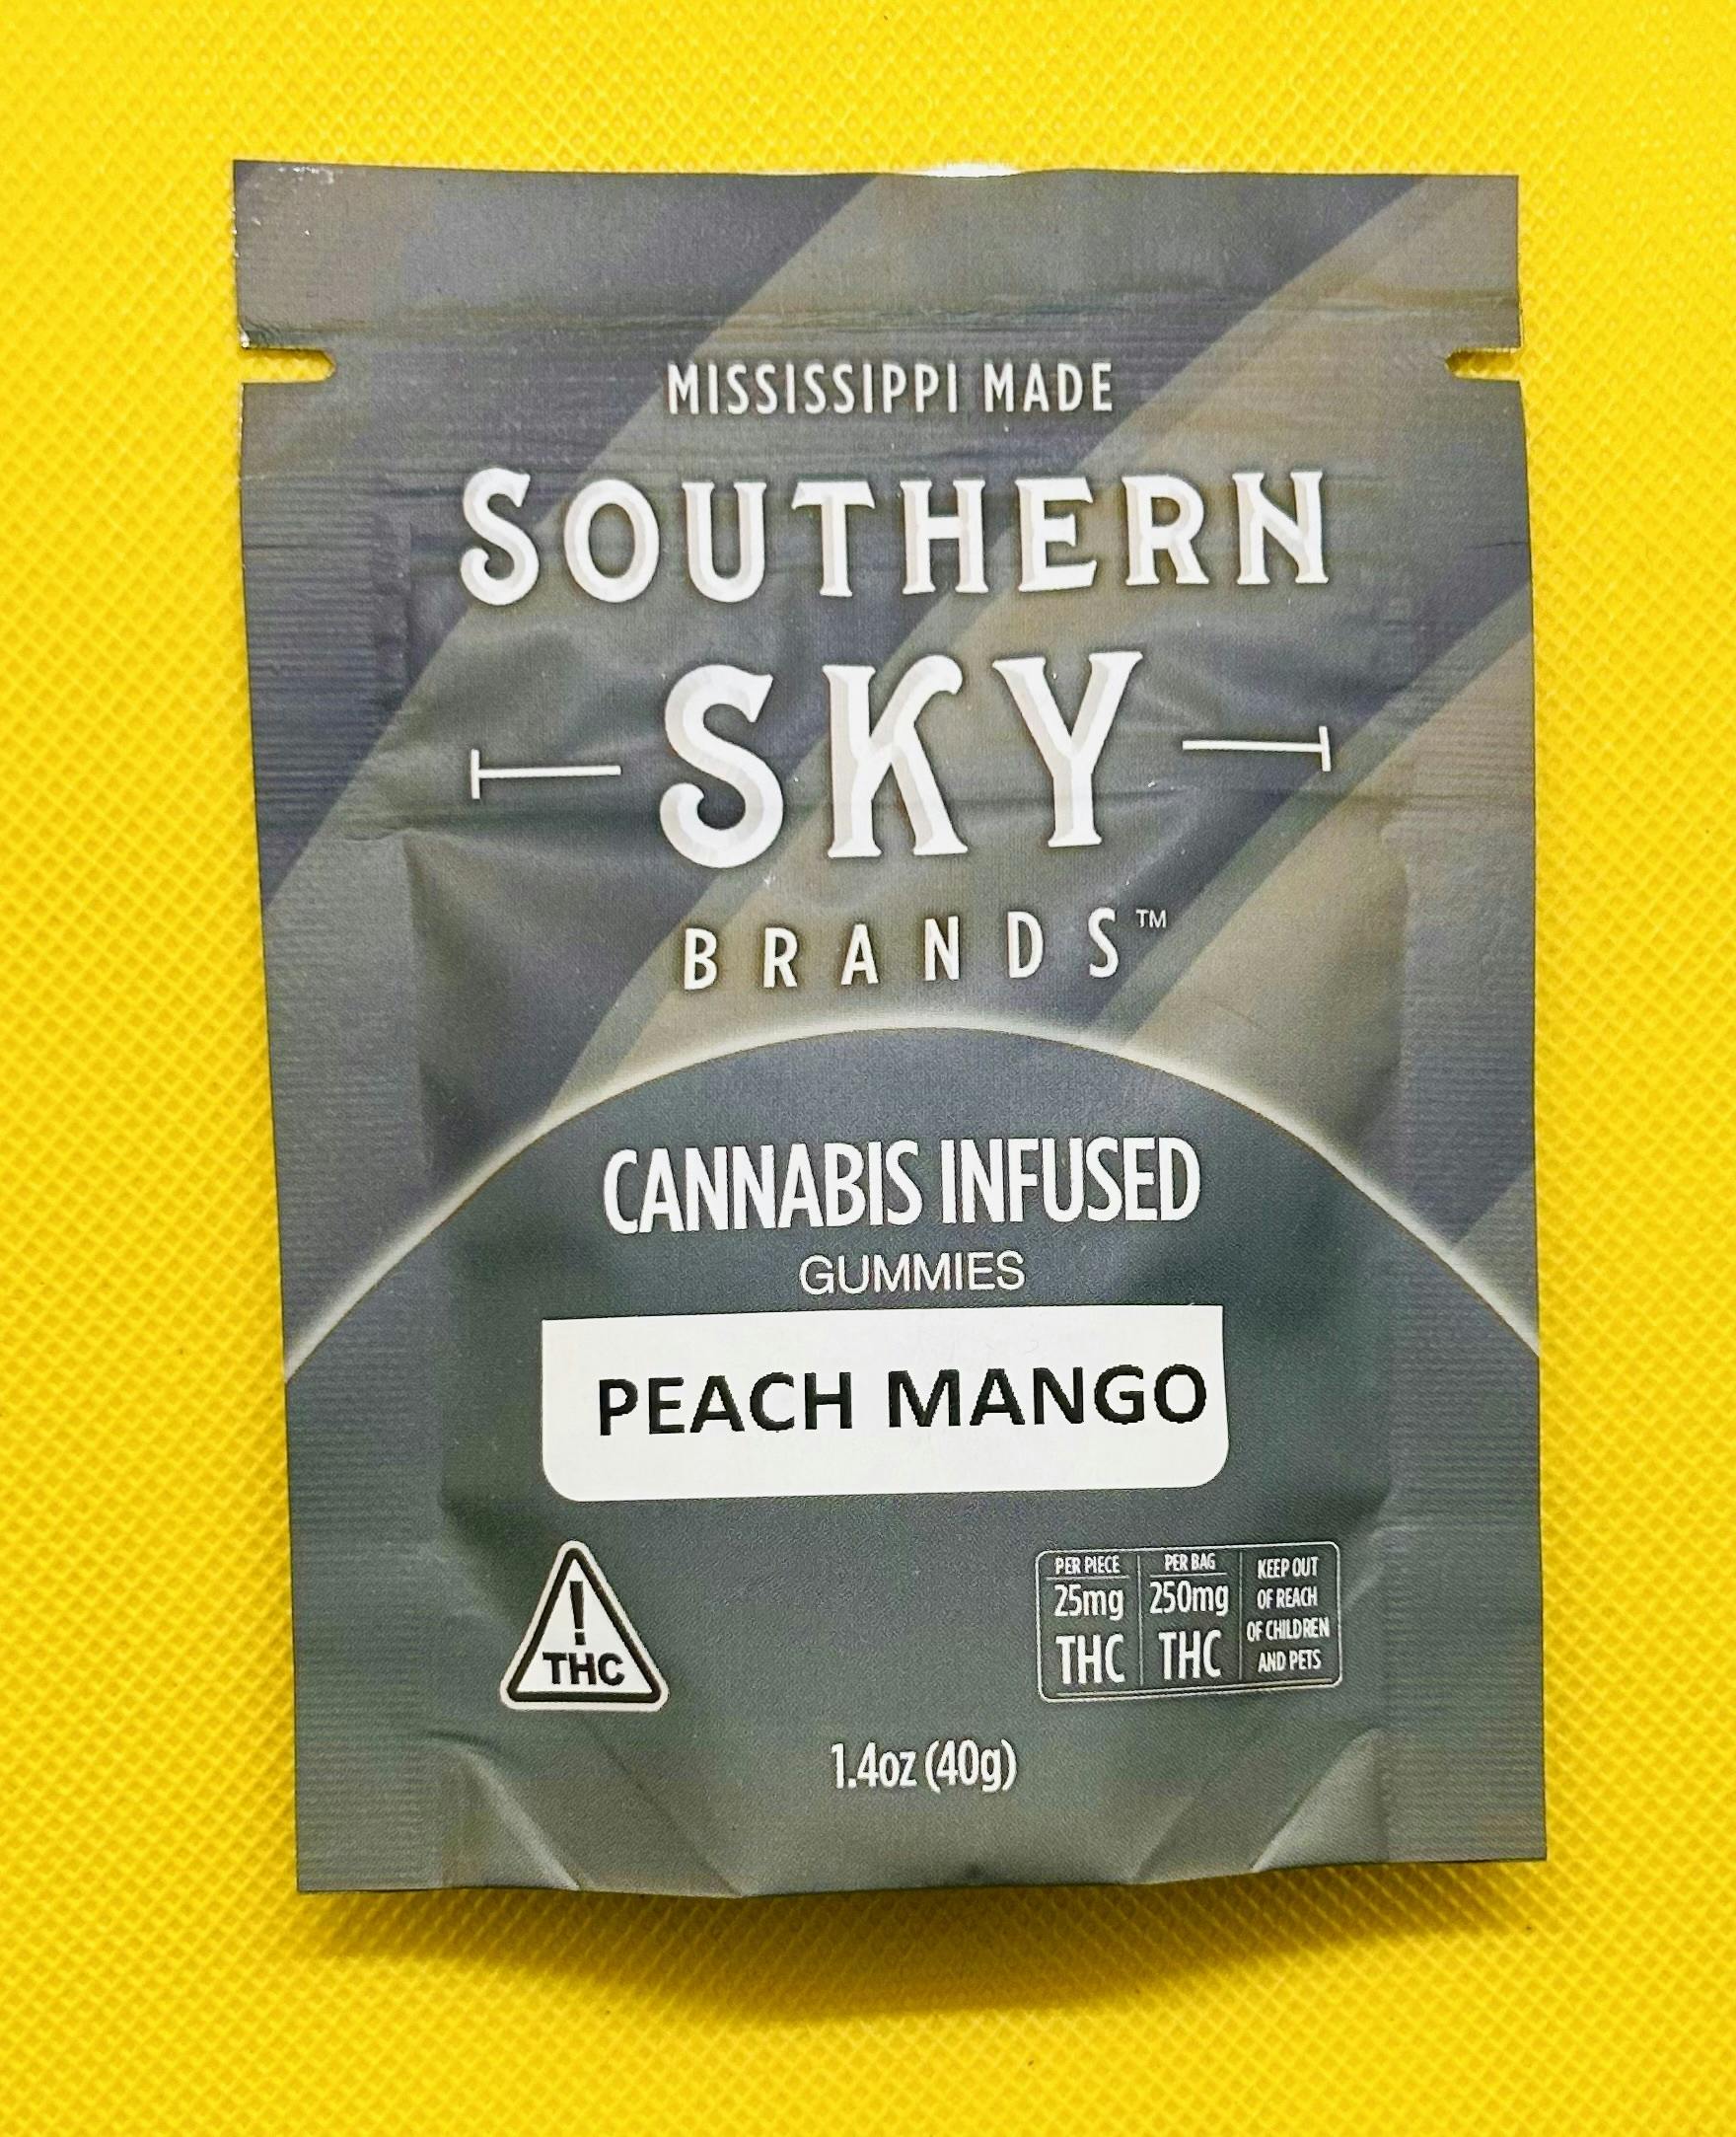 MISSISSIPPI MADE
SOUTHERN
SKY
BRANDS™
CANNABIS INFUSED
GUMMIES
PEACH MANGO
!
THC
PER PIECE
25mg
THC
PER BAG
250mg
THC
KEEP OUT
OF REACH
OF CHILDREN
AND PETS
1.4oz (40g)